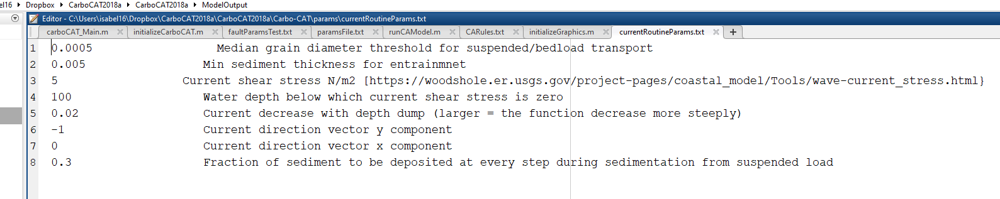 el16 Dropbox CarboCAT2018a CarboCAT2018a ModelOutput
Editor - C:\Users\isabel16\Dropbox\CarboCAT2018a\CarboCAT2018a\Carbo-CAT\params\currentRoutineParams.txt
carboCAT_Main.m initializeCarboCAT.m faultParamsTest.txt paramsFile.txt runCAModel.m CARules.txt initializeGraphics.m currentRoutineParams.txt +
1 0.0005 Median grain diameter threshold for suspended/bedload transport
2 0.005 Min sediment thickness for entrainmnet
3 5 Current shear stress N/m2 [https://woodshole.er.usgs.gov/project-pages/coastal_model/Tools/wave-current_stress.html}
4 100 Water depth below which current shear stress is zero
5 0.02 Current decrease with depth dump (larger = the function decrease more steeply)
6 -1 Current direction vector y component
7 0 Current direction vector x component
8 0.3 Fraction of sediment to be deposited at every step during sedimentation from suspended load